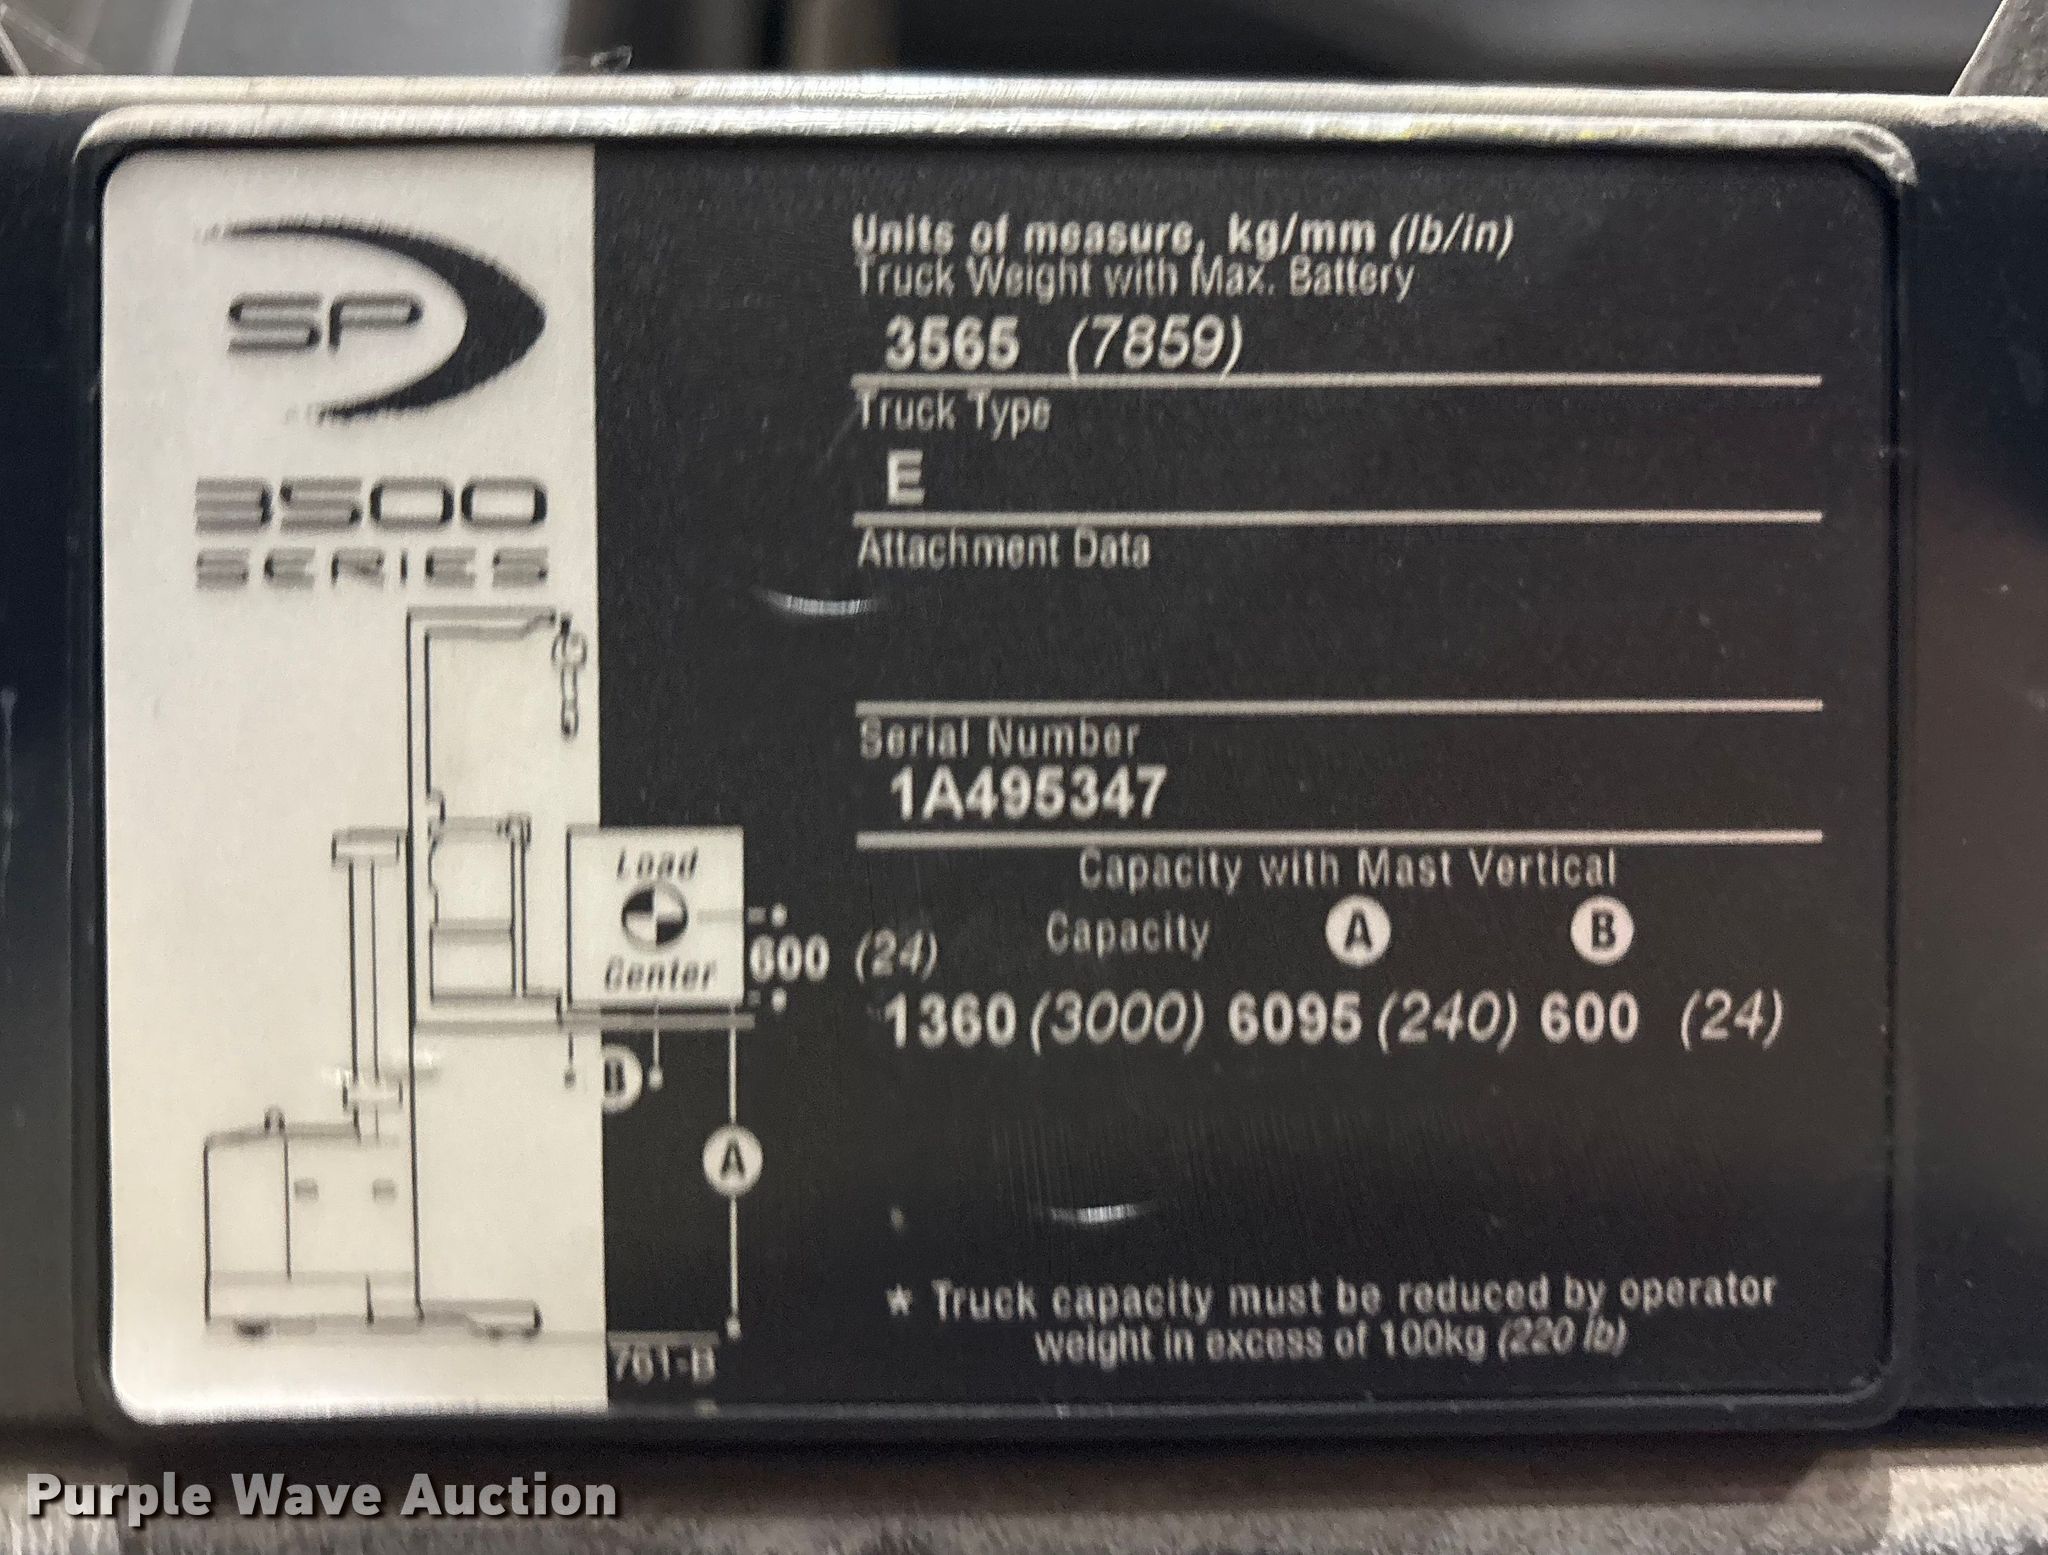 SP
3500
SERIES
Units of measure, kg/mm (lb/in)
Truck Weight with Max. Battery
3565 (7859)
Truck Type
E
Attachment Data
Serial Number
1A495347
Capacity with Mast Vertical
Capacity A B
1360 (3000) 6095 (240) 600 (24)
Load
Center
600 (24)
B
A
761-B
* Truck capacity must be reduced by operator
weight in excess of 100kg (220 lb)
Purple Wave Auction